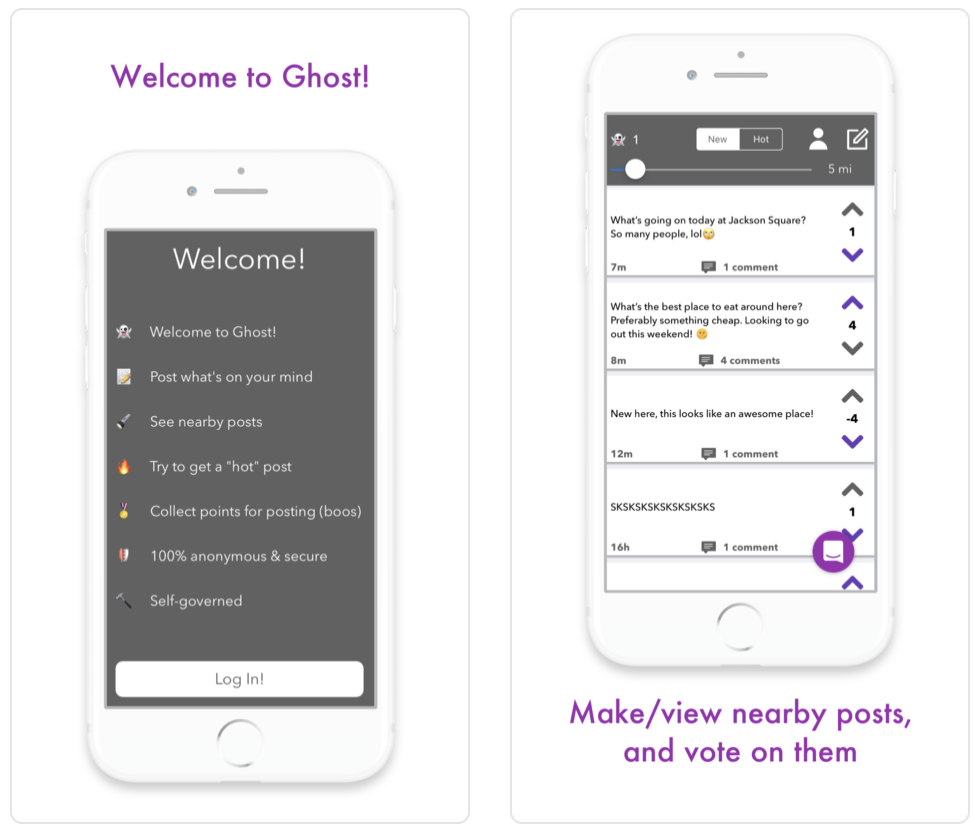 Welcome to Ghost!
Welcome!
👻 Welcome to Ghost!
📝 Post what's on your mind
🔦 See nearby posts
🔥 Try to get a "hot" post
🏅 Collect points for posting (boos)
100% anonymous & secure
🔨 Self-governed
Log In!
👻 1
New
Hot
5 mi
What's going on today at Jackson Square?
So many people, lol🙄
1
7m
1 comment
What's the best place to eat around here?
Preferably something cheap. Looking to go
out this weekend! 😁
4
8m
4 comments
New here, this looks like an awesome place!
-4
12m
1 comment
SKSKSKSKSKSKSKSKS
1
16h
1 comment
Make/view nearby posts,
and vote on them